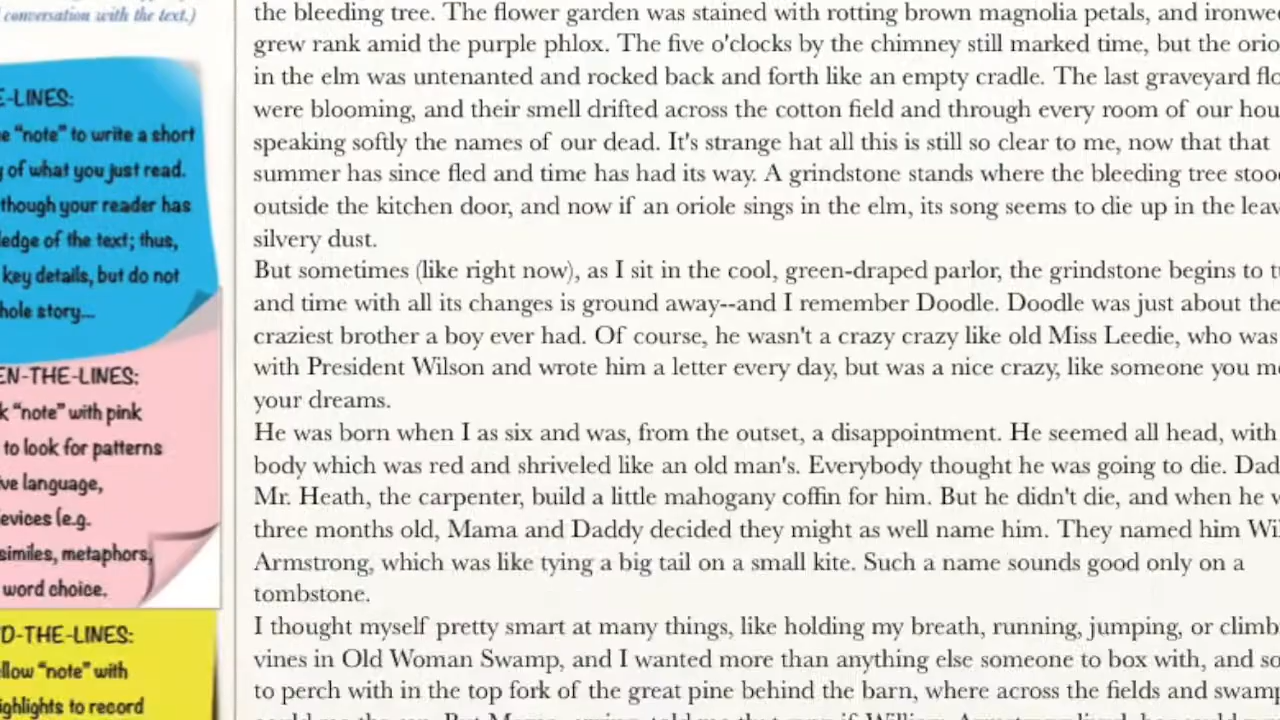 conversation with the text.)
E-LINES:
e "note" to write a short
of what you just read.
though your reader has
ledge of the text; thus,
key details, but do not
hole story...
EN-THE-LINES:
k "note" with pink
to look for patterns
ve language,
evices (e.g.
similes, metaphors,
word choice.
D-THE-LINES:
llow "note" with
ighlights to record
the bleeding tree. The flower garden was stained with rotting brown magnolia petals, and ironwe
grew rank amid the purple phlox. The five o'clocks by the chimney still marked time, but the orio
in the elm was untenanted and rocked back and forth like an empty cradle. The last graveyard flo
were blooming, and their smell drifted across the cotton field and through every room of our hou
speaking softly the names of our dead. It's strange hat all this is still so clear to me, now that that
summer has since fled and time has had its way. A grindstone stands where the bleeding tree stoo
outside the kitchen door, and now if an oriole sings in the elm, its song seems to die up in the leav
silvery dust.
But sometimes (like right now), as I sit in the cool, green-draped parlor, the grindstone begins to t
and time with all its changes is ground away--and I remember Doodle. Doodle was just about the
craziest brother a boy ever had. Of course, he wasn't a crazy crazy like old Miss Leedie, who was
with President Wilson and wrote him a letter every day, but was a nice crazy, like someone you m
your dreams.
He was born when I as six and was, from the outset, a disappointment. He seemed all head, with
body which was red and shriveled like an old man's. Everybody thought he was going to die. Dad
Mr. Heath, the carpenter, build a little mahogany coffin for him. But he didn't die, and when he w
three months old, Mama and Daddy decided they might as well name him. They named him Wi
Armstrong, which was like tying a big tail on a small kite. Such a name sounds good only on a
tombstone.
I thought myself pretty smart at many things, like holding my breath, running, jumping, or climb
vines in Old Woman Swamp, and I wanted more than anything else someone to box with, and so
to perch with in the top fork of the great pine behind the barn, where across the fields and swamp